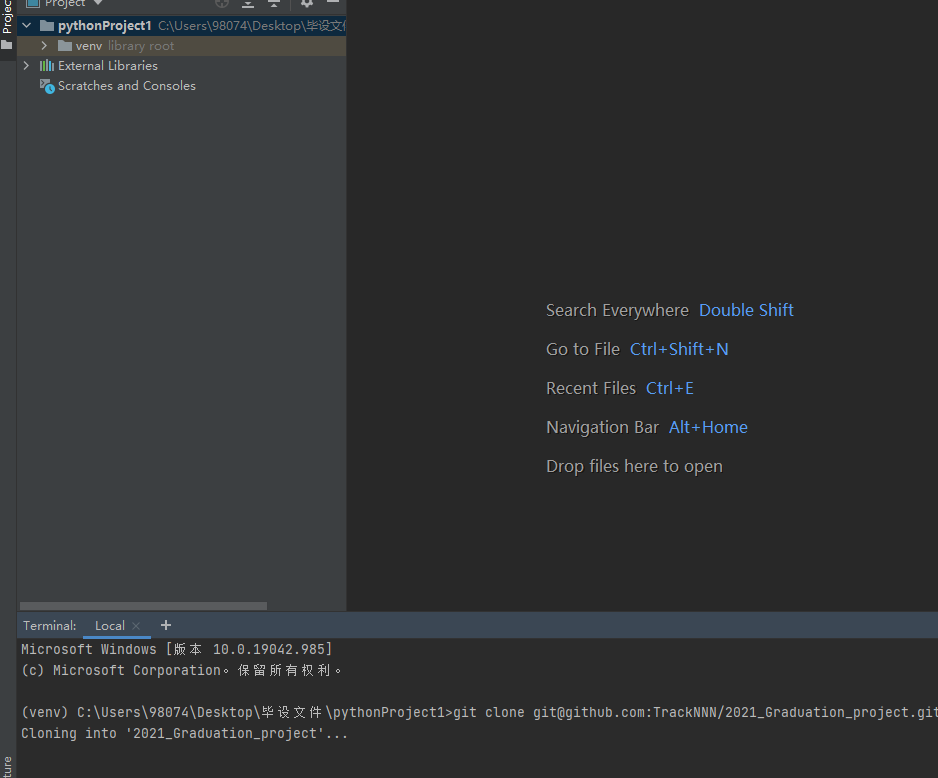 Project
pythonProject1 C:\Users\98074\Desktop\毕设文件
venv library root
External Libraries
Scratches and Consoles
Search Everywhere Double Shift
Go to File Ctrl+Shift+N
Recent Files Ctrl+E
Navigation Bar Alt+Home
Drop files here to open
Terminal: Local × +
Microsoft Windows [版本 10.0.19042.985]
(c) Microsoft Corporation。保留所有权利。
(venv) C:\Users\98074\Desktop\毕设文件\pythonProject1>git clone git@github.com:TrackNNN/2021_Graduation_project.git
Cloning into '2021_Graduation_project'...